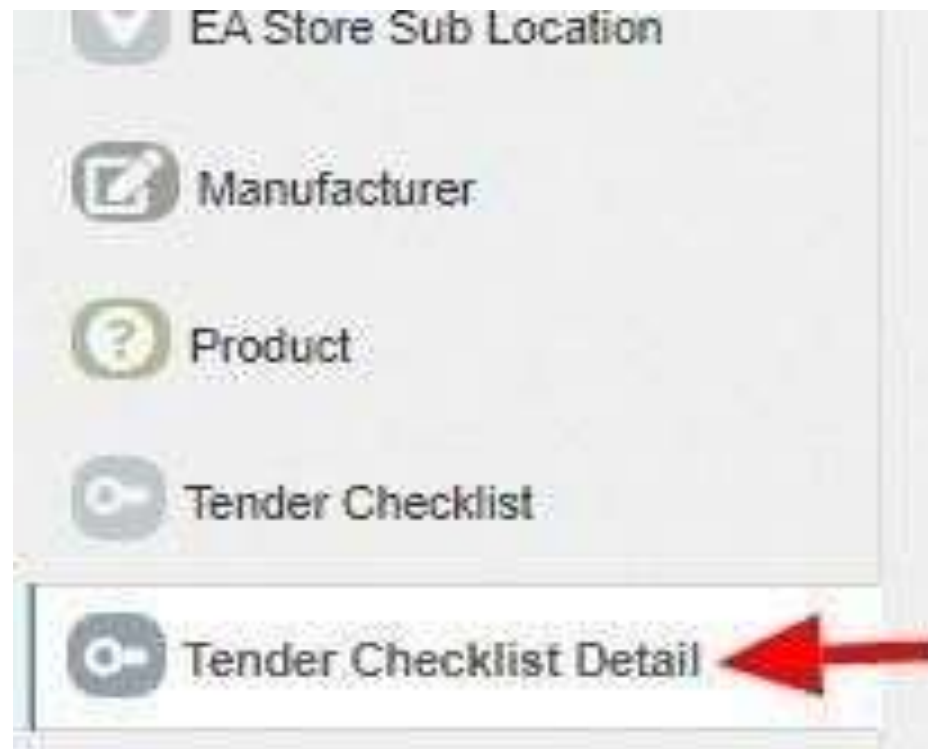 EA Store Sub Location
Manufacturer
Product
Tender Checklist
Tender Checklist Detail